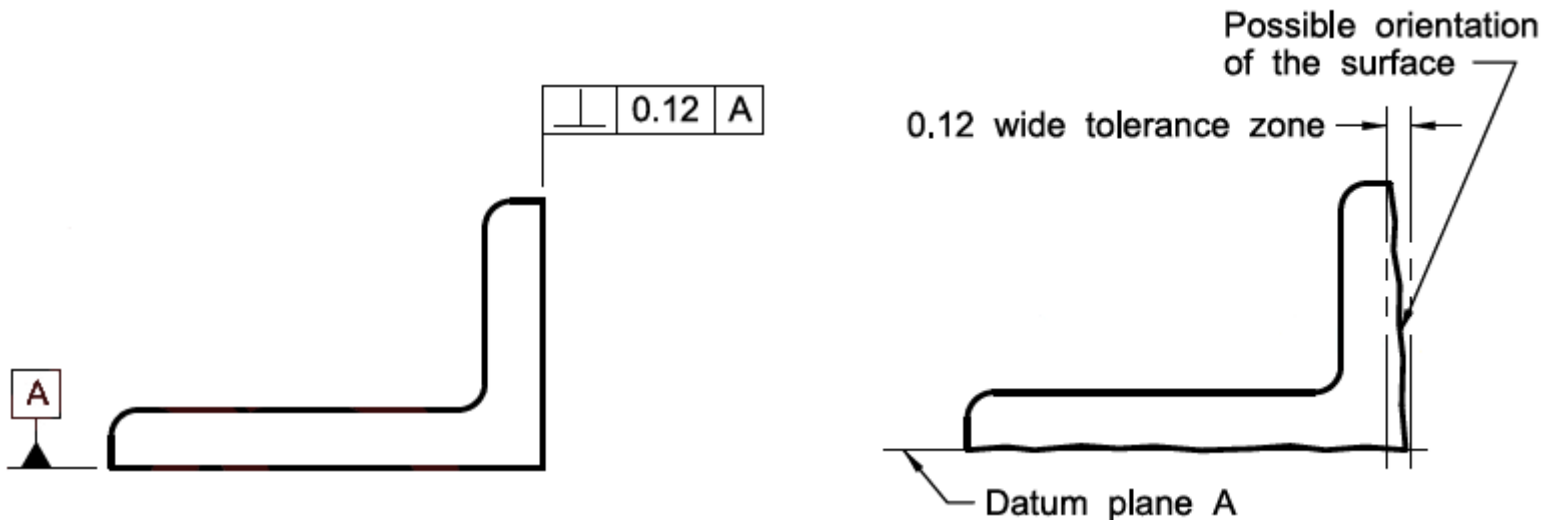 ⊥ 0.12 A
A
Possible orientation
of the surface
0.12 wide tolerance zone
Datum plane A